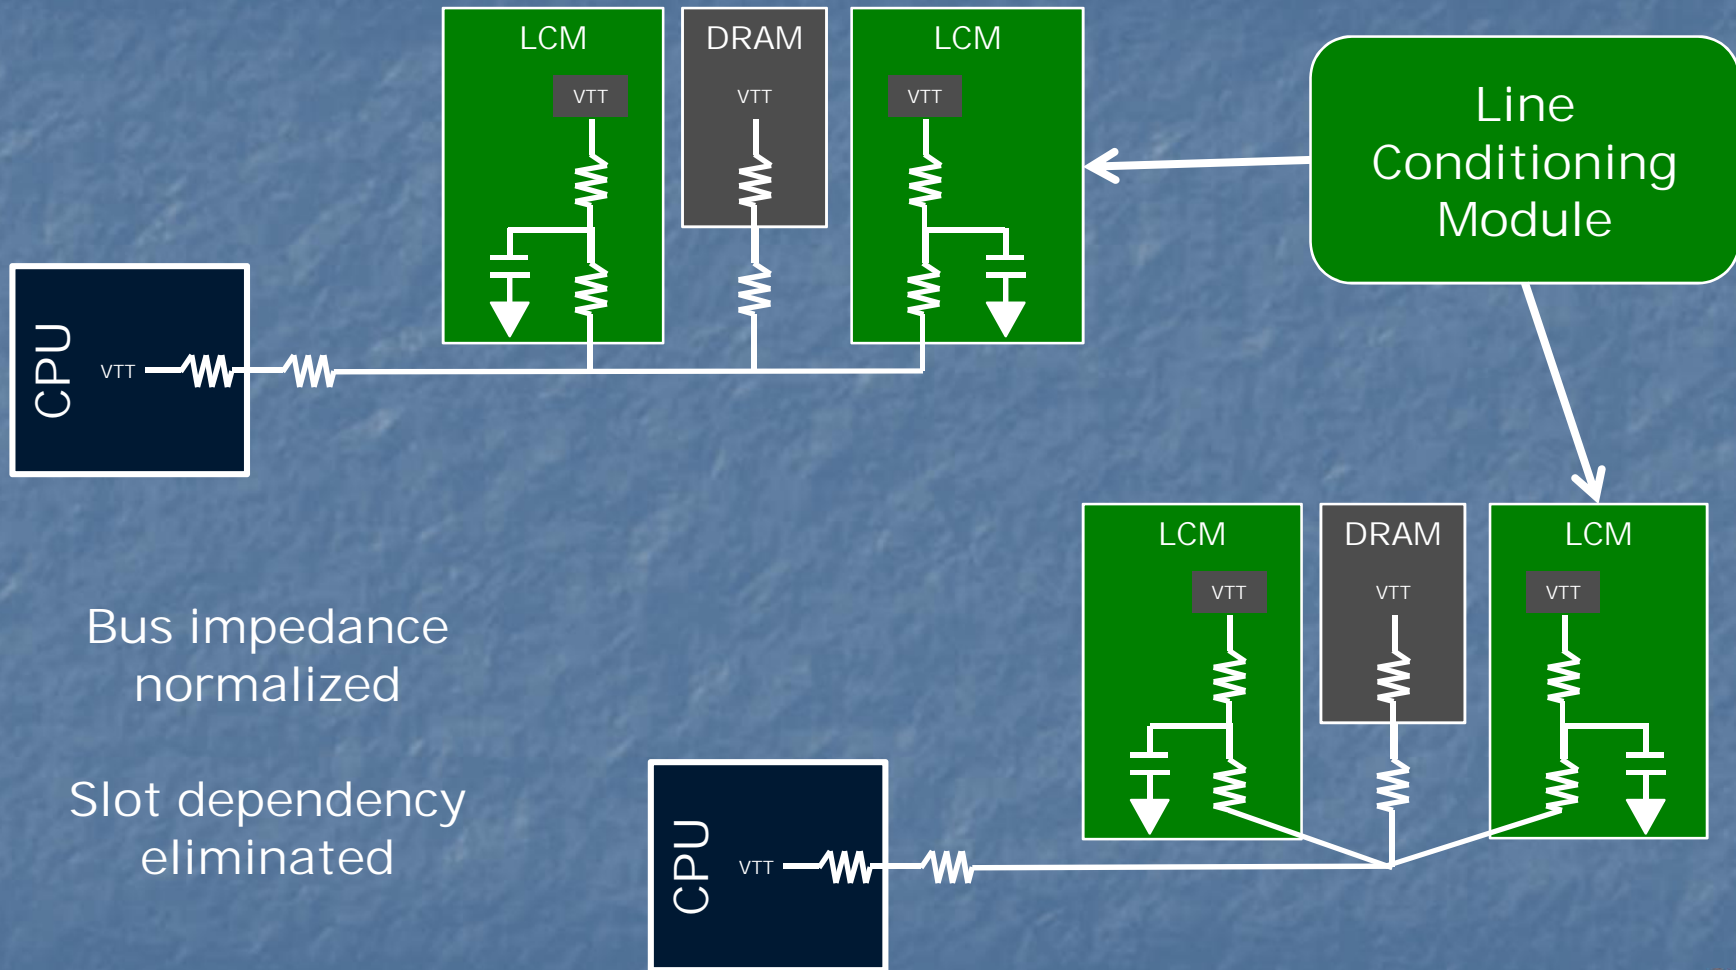 LCM
DRAM
LCM
VTT
VTT
VTT
Line
Conditioning
Module
CPU
VTT
LCM
DRAM
LCM
VTT
VTT
VTT
Bus impedance
normalized
Slot dependency
eliminated
CPU
VTT